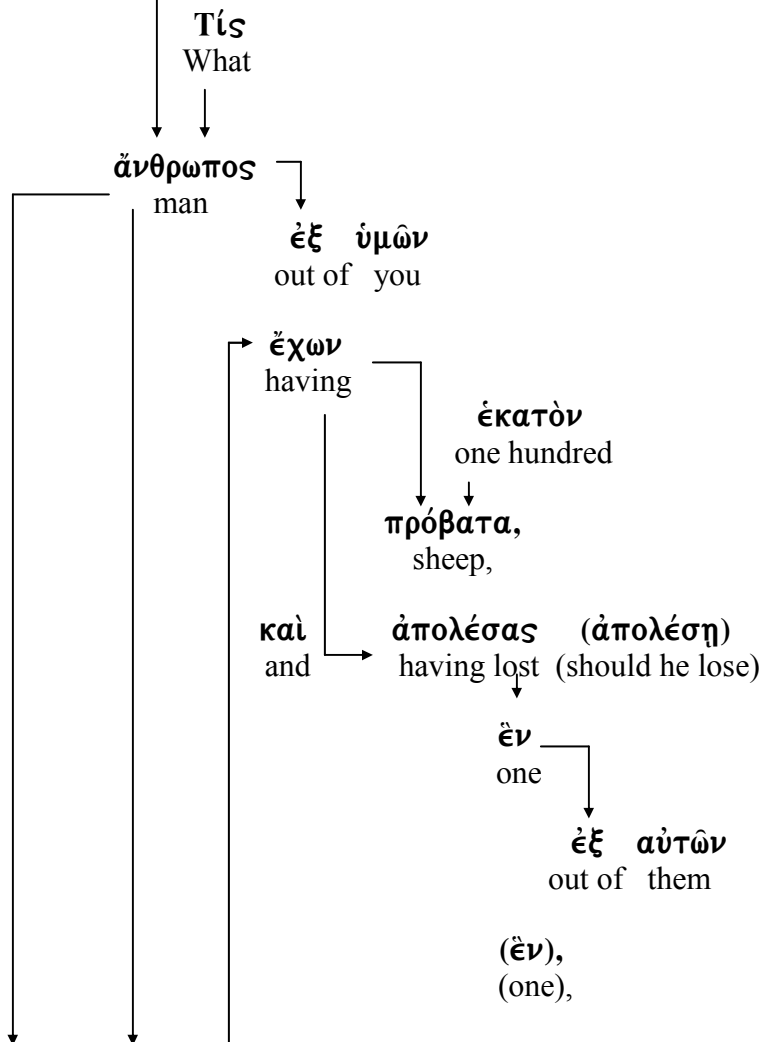 Τίς
What
ἄνθρωπος
man
ἐξ ὑμῶν
out of you
ἔχων
having
ἑκατὸν
one hundred
πρόβατα,
sheep,
καὶ ἀπολέσας (ἀπολέσῃ)
and having lost (should he lose)
ἓν
one
ἐξ αὐτῶν
out of them
(ἓν),
(one),